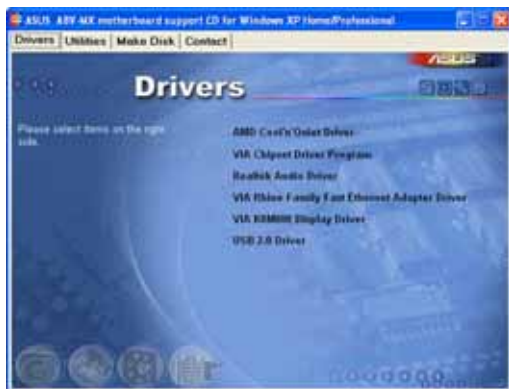 ASUS A8V-MX motherboard support CD for Windows XP Home/Professional
Drivers Utilities Make Disk Contact
ASUS
Drivers
Please select items on the right
side.
AMD Cool'n'Quiet Driver
VIA Chipset Driver Program
Realtek Audio Driver
VIA Rhine Family Fast Ethernet Adapter Driver
VIA K8M800 Display Driver
USB 2.0 Driver